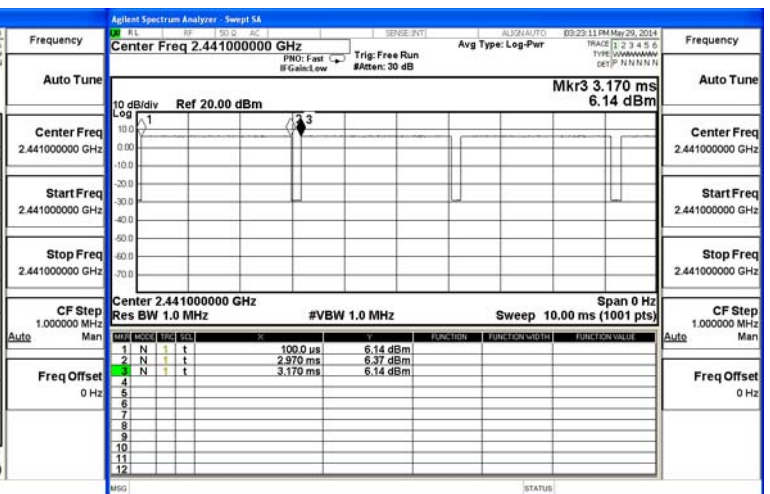 Agilent Spectrum Analyzer - Swept SA
RL RF 50 Ω AC SENSE:INT ALIGNAUTO 03:23:11 PM May 29, 2014
Center Freq 2.441000000 GHz
PNO: Fast
IFGain:Low
Trig: Free Run
#Atten: 30 dB
Avg Type: Log-Pwr
TRACE 1 2 3 4 5 6
TYPE
DET P N N N N N
Mkr3 3.170 ms
6.14 dBm
10 dB/div Ref 20.00 dBm
Log
10.0
0.00
-10.0
-20.0
-30.0
-40.0
-50.0
-60.0
-70.0
1
2 3
Center 2.441000000 GHz Span 0 Hz
Res BW 1.0 MHz #VBW 1.0 MHz Sweep 10.00 ms (1001 pts)
MKR MODE TRC SCL X Y FUNCTION FUNCTION WIDTH FUNCTION VALUE
1 N 1 t 100.0 µs 6.14 dBm
2 N 1 t 2.970 ms 6.37 dBm
3 N 1 t 3.170 ms 6.14 dBm
4
5
6
7
8
9
10
11
12
MSG STATUS
Frequency
Auto Tune
Center Freq
2.441000000 GHz
Start Freq
2.441000000 GHz
Stop Freq
2.441000000 GHz
CF Step
1.000000 MHz
Auto Man
Freq Offset
0 Hz
Frequency
Auto Tune
Center Freq
2.441000000 GHz
Start Freq
2.441000000 GHz
Stop Freq
2.441000000 GHz
CF Step
1.000000 MHz
Auto Man
Freq Offset
0 Hz